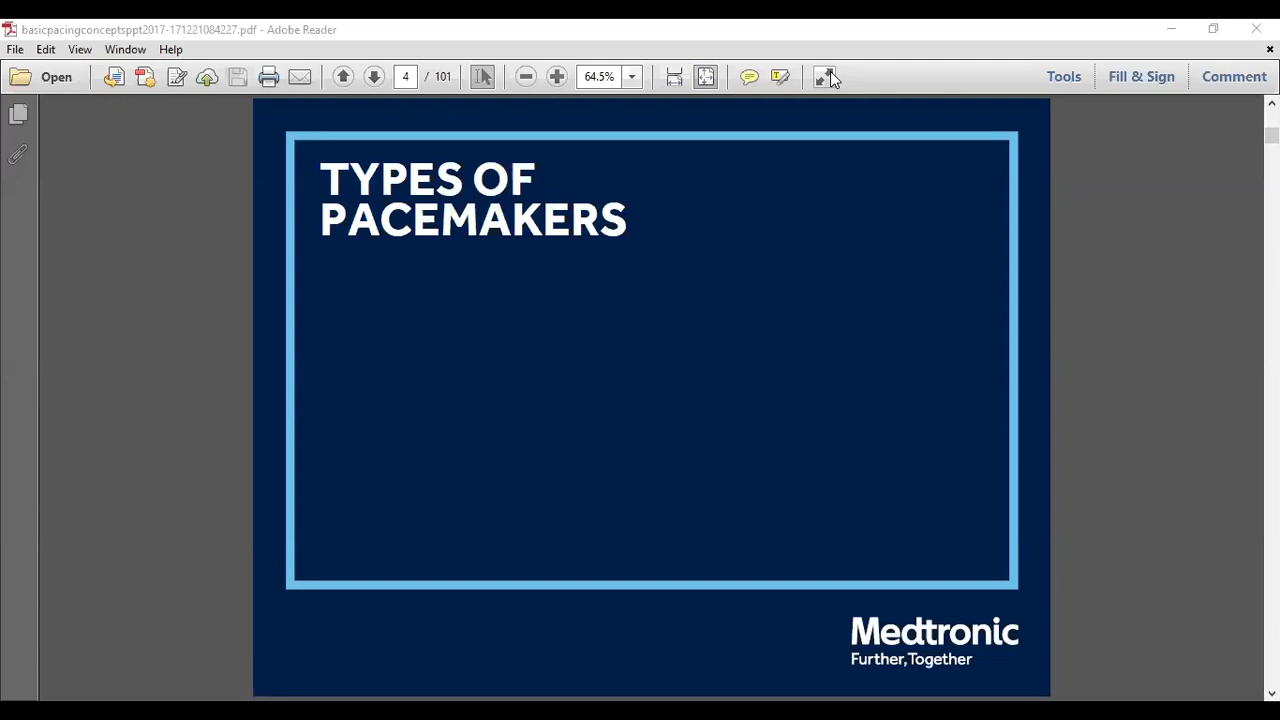 basicpacingconceptsppt2017-171221084227.pdf - Adobe Reader
File Edit View Window Help
Open 4 / 101 64.5% Tools Fill & Sign Comment
TYPES OF
PACEMAKERS
Medtronic
Further, Together